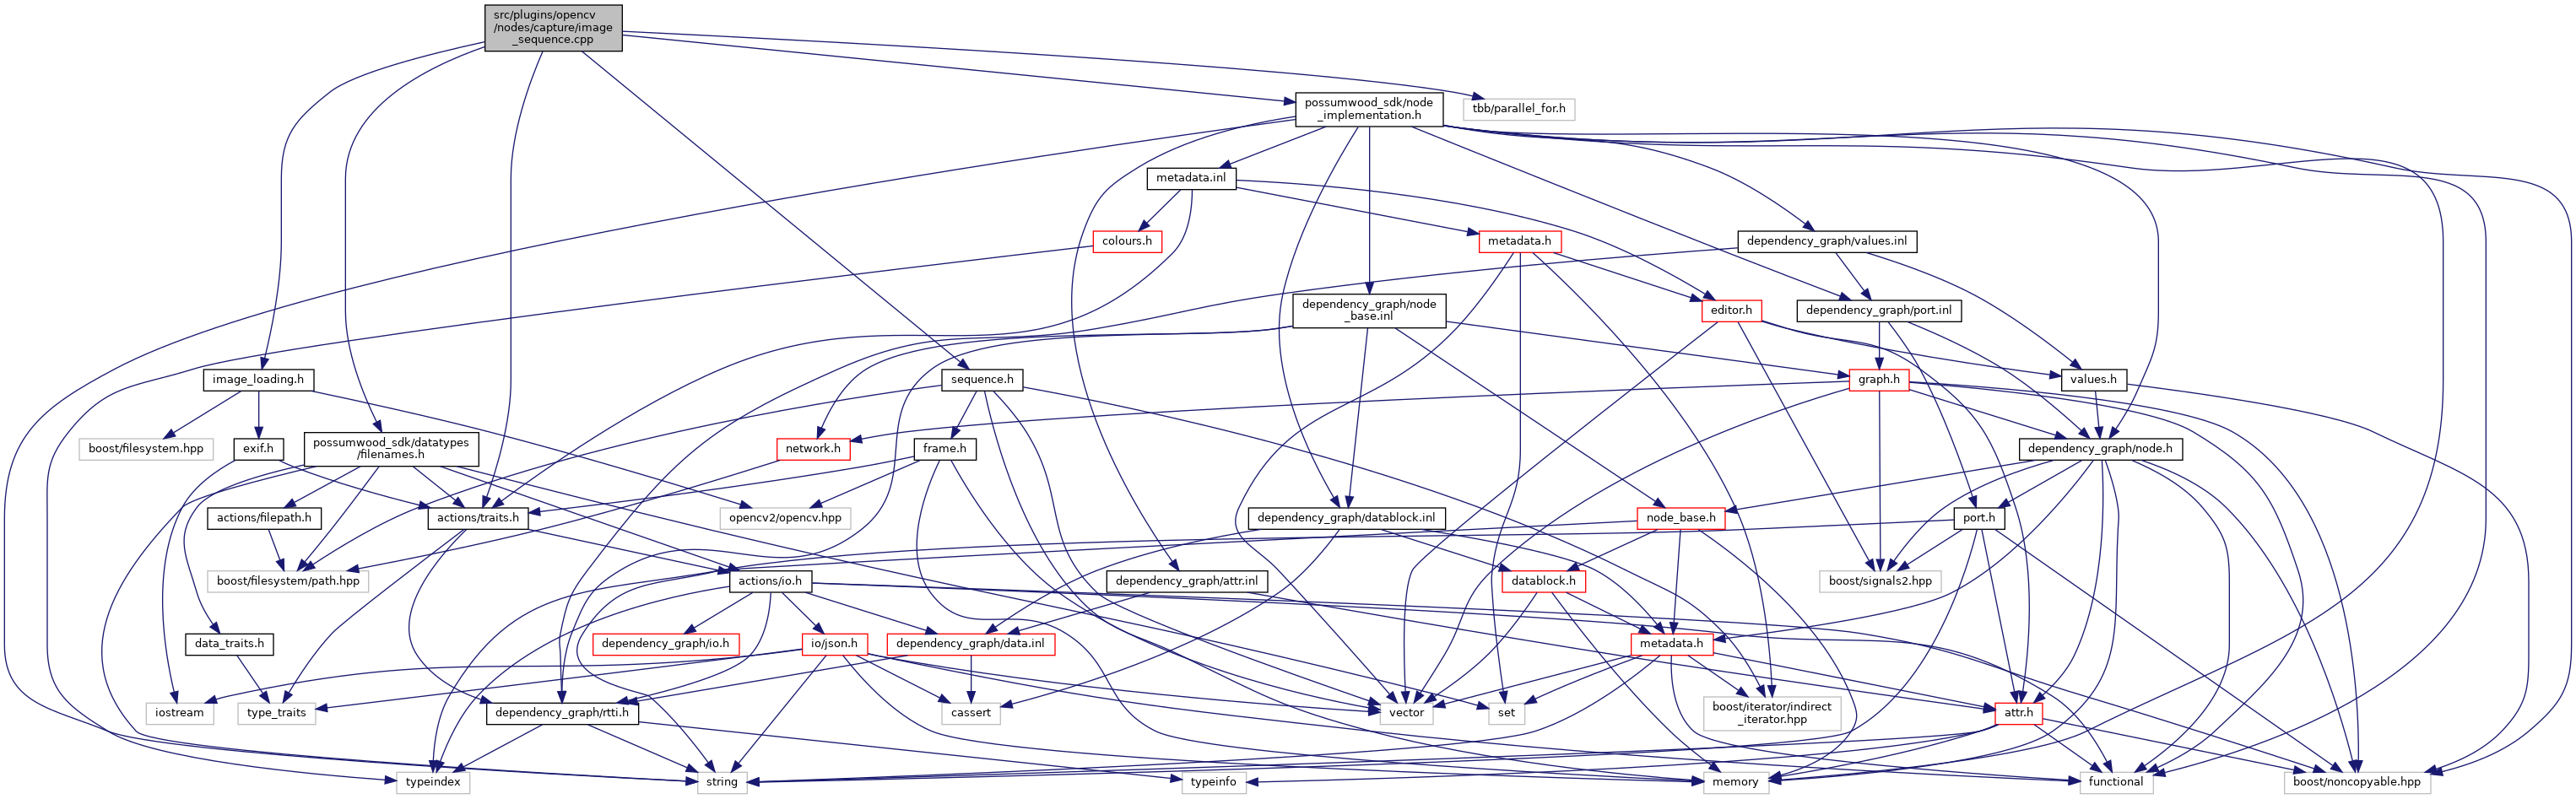 src/plugins/opencv
/nodes/capture/image
_sequence.cpp
possumwood_sdk/node
_implementation.h
tbb/parallel_for.h
metadata.inl
colours.h
metadata.h
dependency_graph/values.inl
dependency_graph/node
_base.inl
editor.h
dependency_graph/port.inl
image_loading.h
sequence.h
graph.h
values.h
boost/filesystem.hpp
exif.h
possumwood_sdk/datatypes
/filenames.h
network.h
frame.h
dependency_graph/node.h
actions/filepath.h
actions/traits.h
opencv2/opencv.hpp
dependency_graph/datablock.inl
node_base.h
port.h
boost/filesystem/path.hpp
actions/io.h
dependency_graph/attr.inl
datablock.h
boost/signals2.hpp
data_traits.h
dependency_graph/io.h
io/json.h
dependency_graph/data.inl
metadata.h
iostream
type_traits
dependency_graph/rtti.h
cassert
vector
set
boost/iterator/indirect
_iterator.hpp
attr.h
typeindex
string
typeinfo
memory
functional
boost/noncopyable.hpp